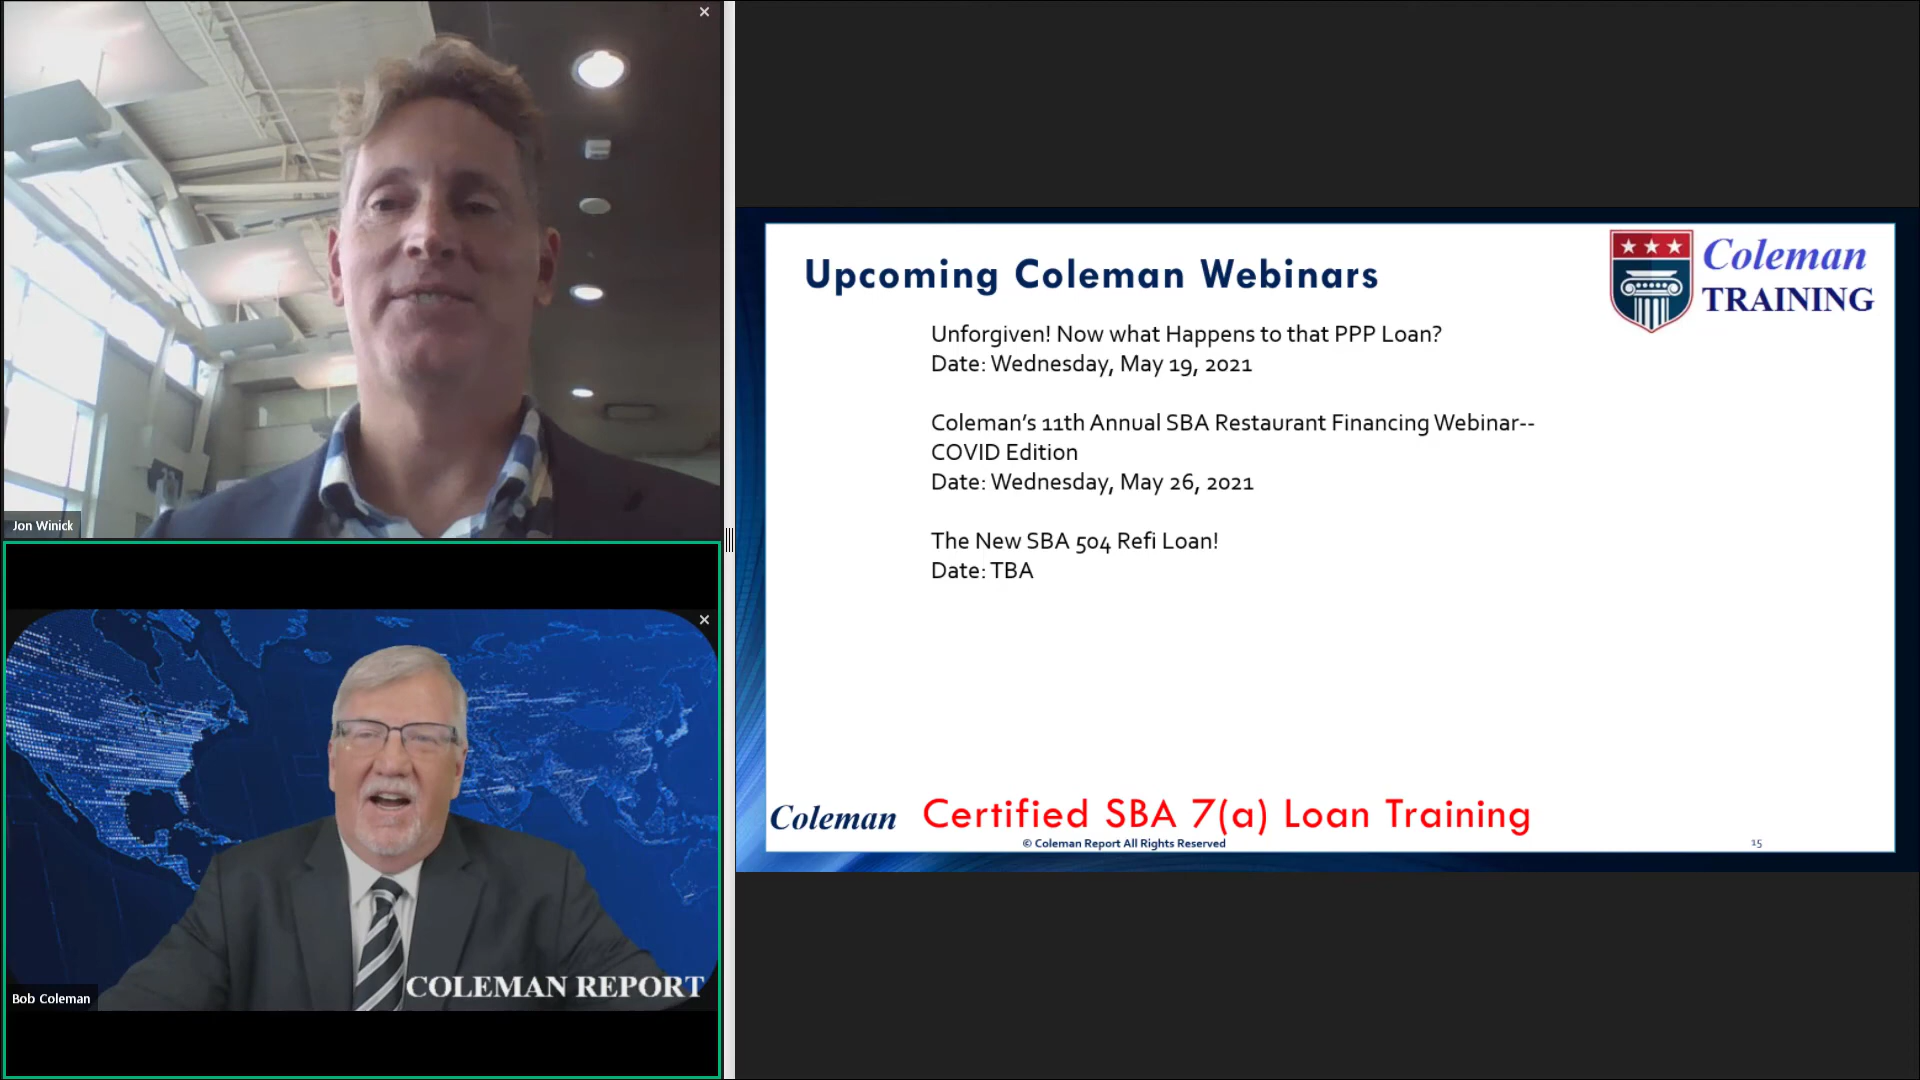 Jon Winick
COLEMAN REPORT
Bob Coleman
Upcoming Coleman Webinars
Coleman
TRAINING
Unforgiven! Now what Happens to that PPP Loan?
Date: Wednesday, May 19, 2021
Coleman’s 11th Annual SBA Restaurant Financing Webinar--
COVID Edition
Date: Wednesday, May 26, 2021
The New SBA 504 Refi Loan!
Date: TBA
Coleman
Certified SBA 7(a) Loan Training
© Coleman Report All Rights Reserved
15